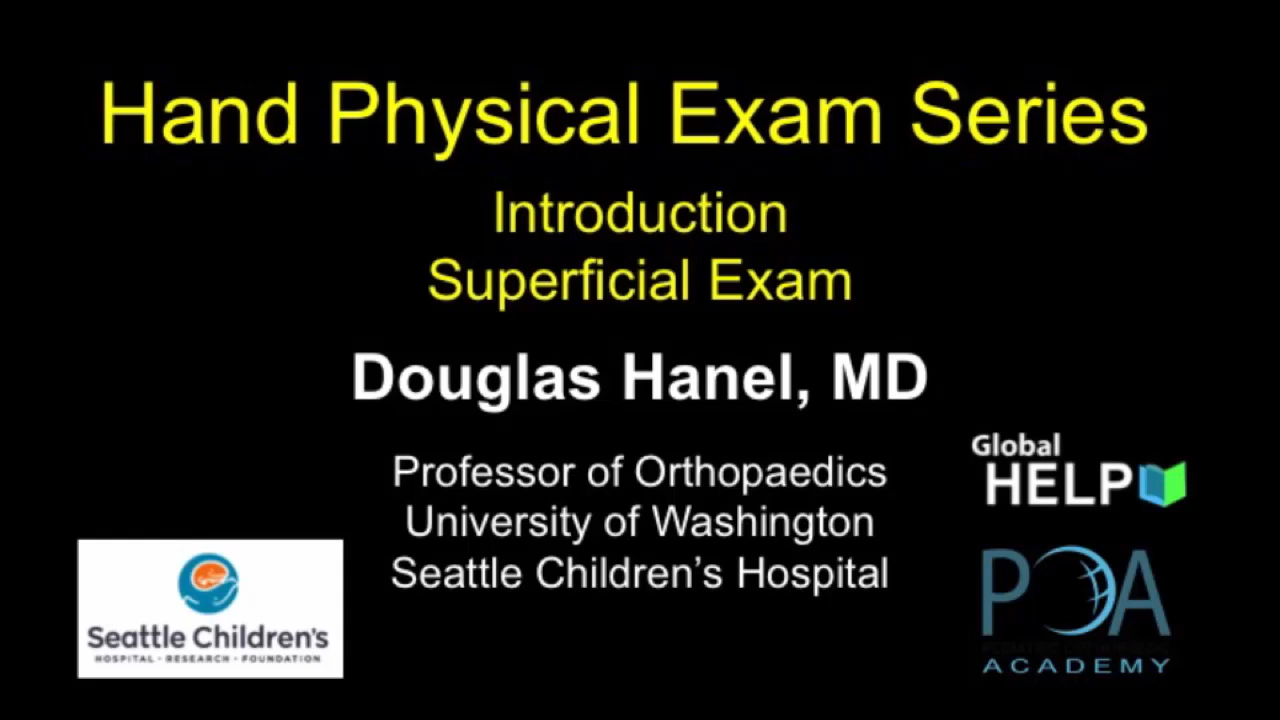 Hand Physical Exam Series
Introduction
Superficial Exam
Douglas Hanel, MD
Professor of Orthopaedics
University of Washington
Seattle Children’s Hospital
Global
HELP
Seattle Children's
HOSPITAL · RESEARCH · FOUNDATION
POA
ACADEMY